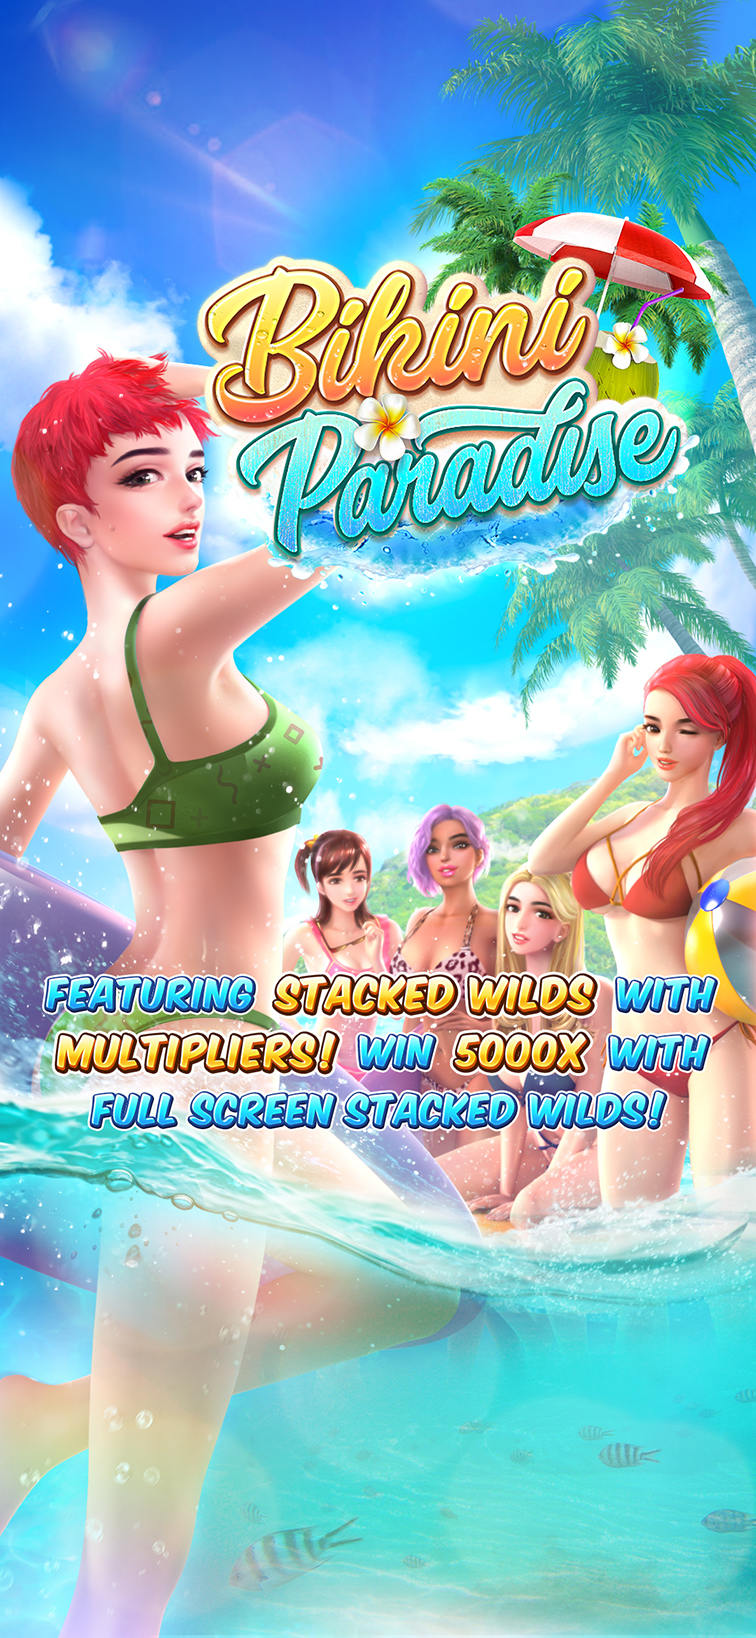 Bikini
Paradise
FEATURING STACKED WILDS WITH
MULTIPLIERS! WIN 5000X WITH
FULL SCREEN STACKED WILDS!